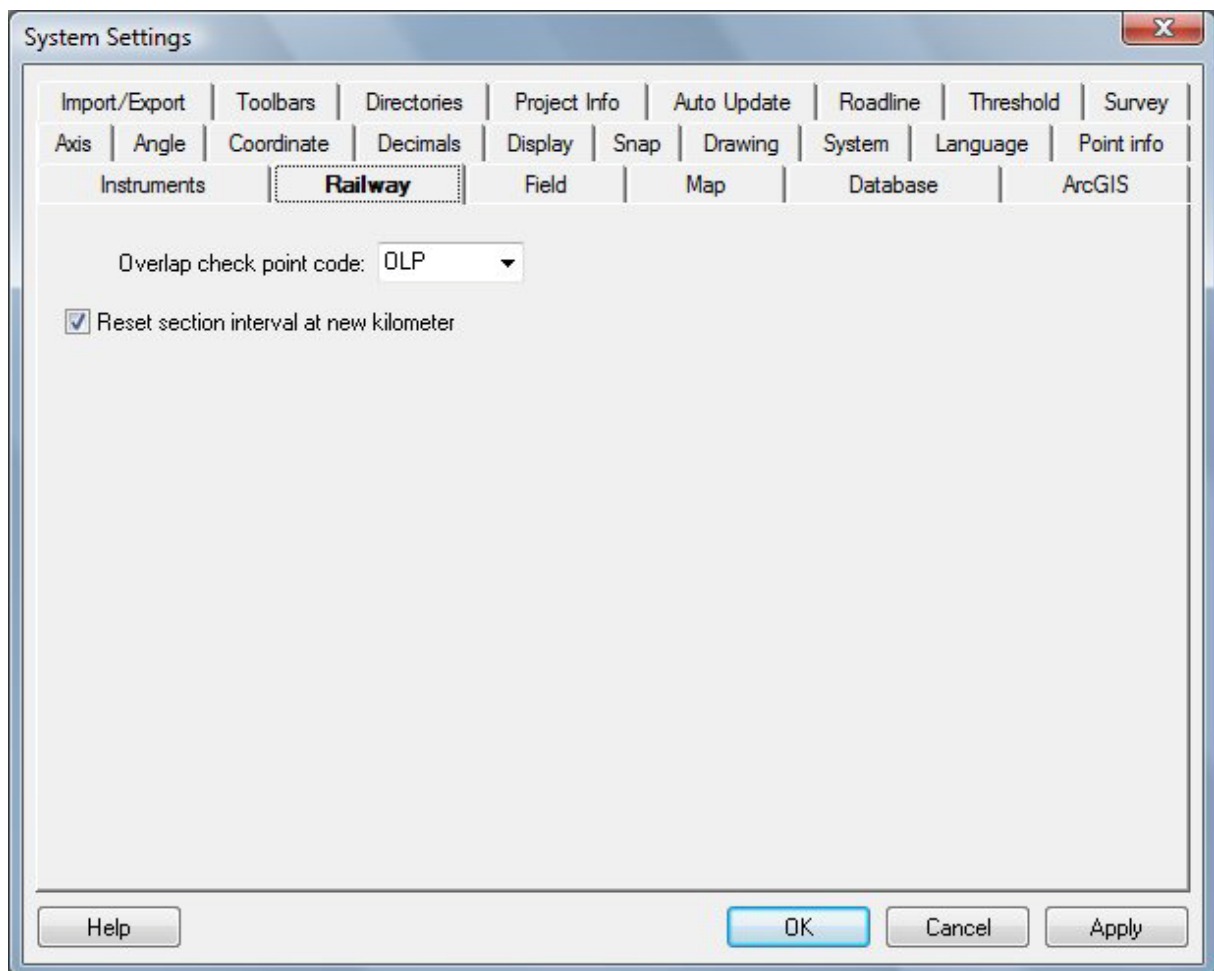 System Settings
Import/Export Toolbars Directories Project Info Auto Update Roadline Threshold Survey
Axis Angle Coordinate Decimals Display Snap Drawing System Language Point info
Instruments Railway Field Map Database ArcGIS
Overlap check point code: OLP
Reset section interval at new kilometer
Help OK Cancel Apply